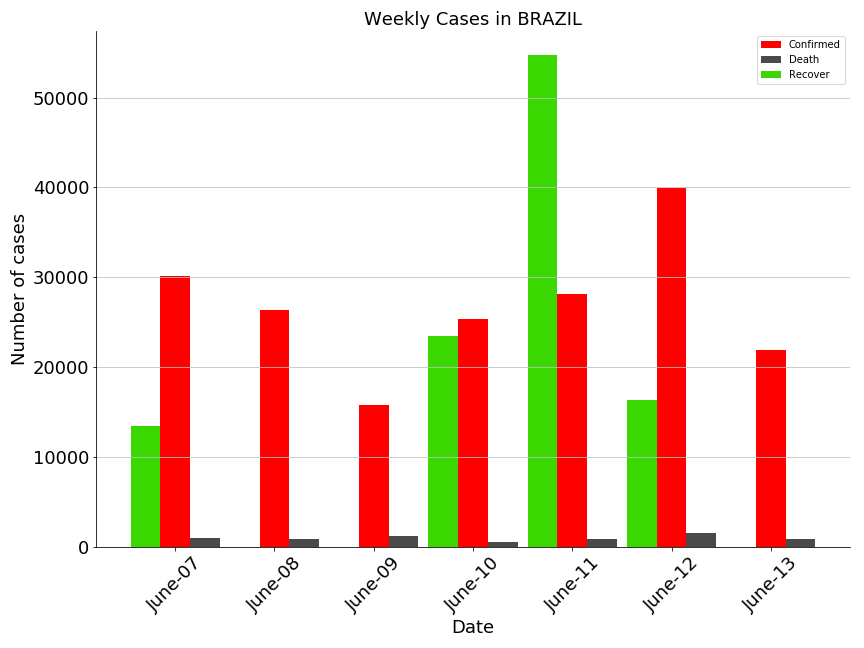 Weekly Cases in BRAZIL
Confirmed
Death
Recover
Number of cases
50000
40000
30000
20000
10000
0
June-07
June-08
June-09
June-10
June-11
June-12
June-13
Date